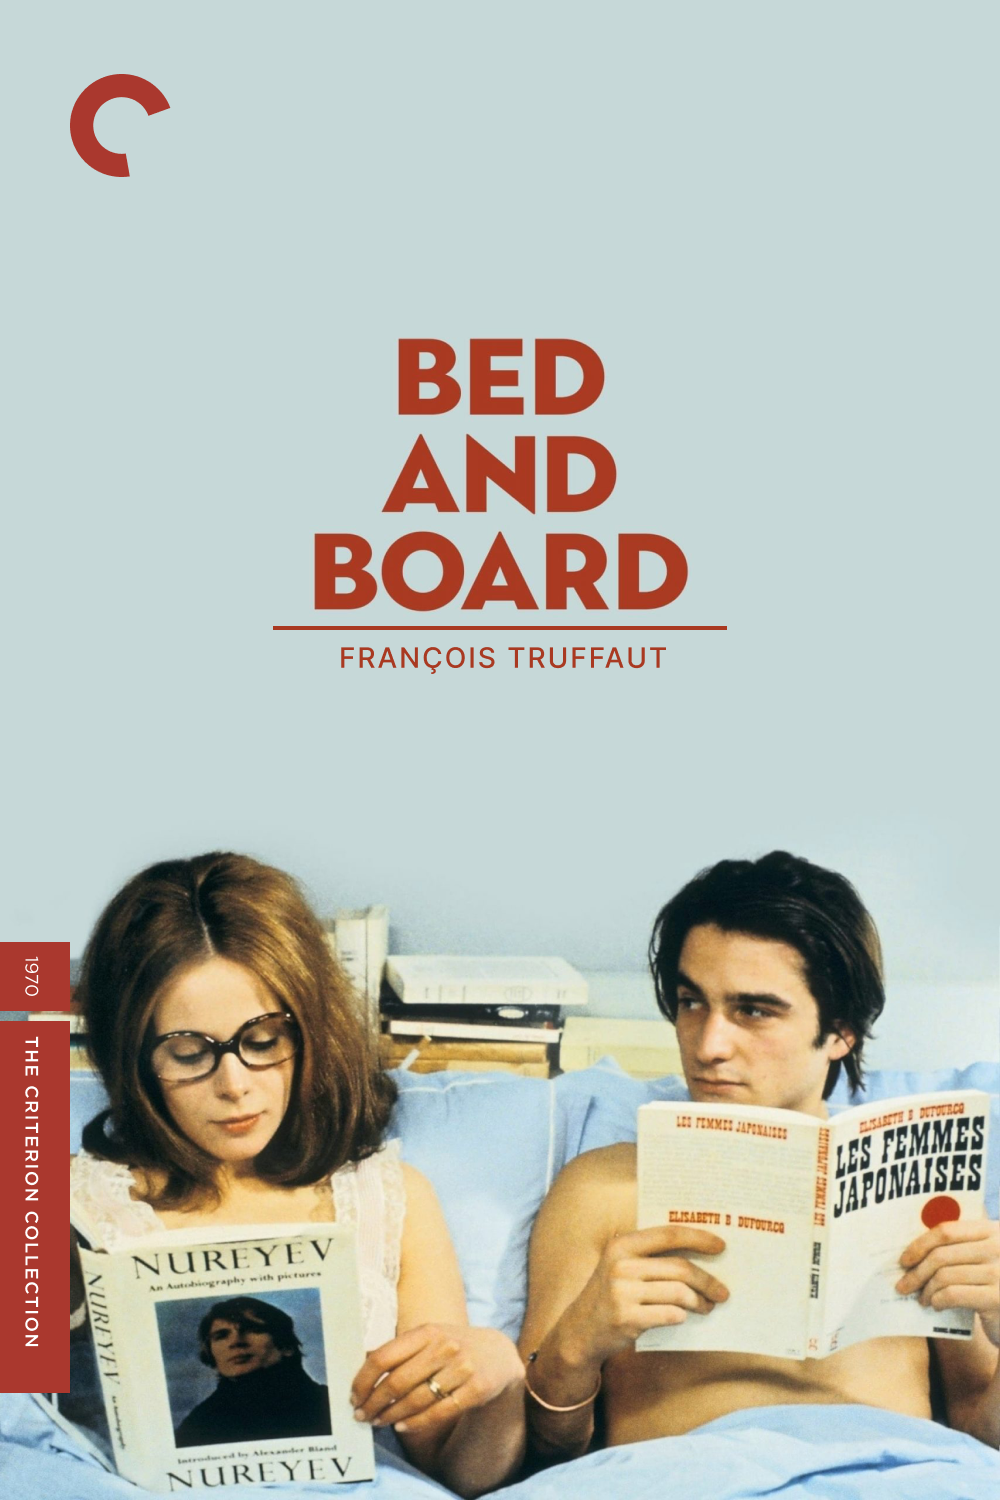 BED
AND
BOARD
FRANÇOIS TRUFFAUT
1970
THE CRITERION COLLECTION
NUREYEV
An Autobiography with pictures
Introduced by Alexander Bland
NUREYEV
NUREYEV
LES FEMMES JAPONAISES
ELISABETH B DUFOURCQ
ELISABETH B DUFOURCQ
LES FEMMES
JAPONAISES